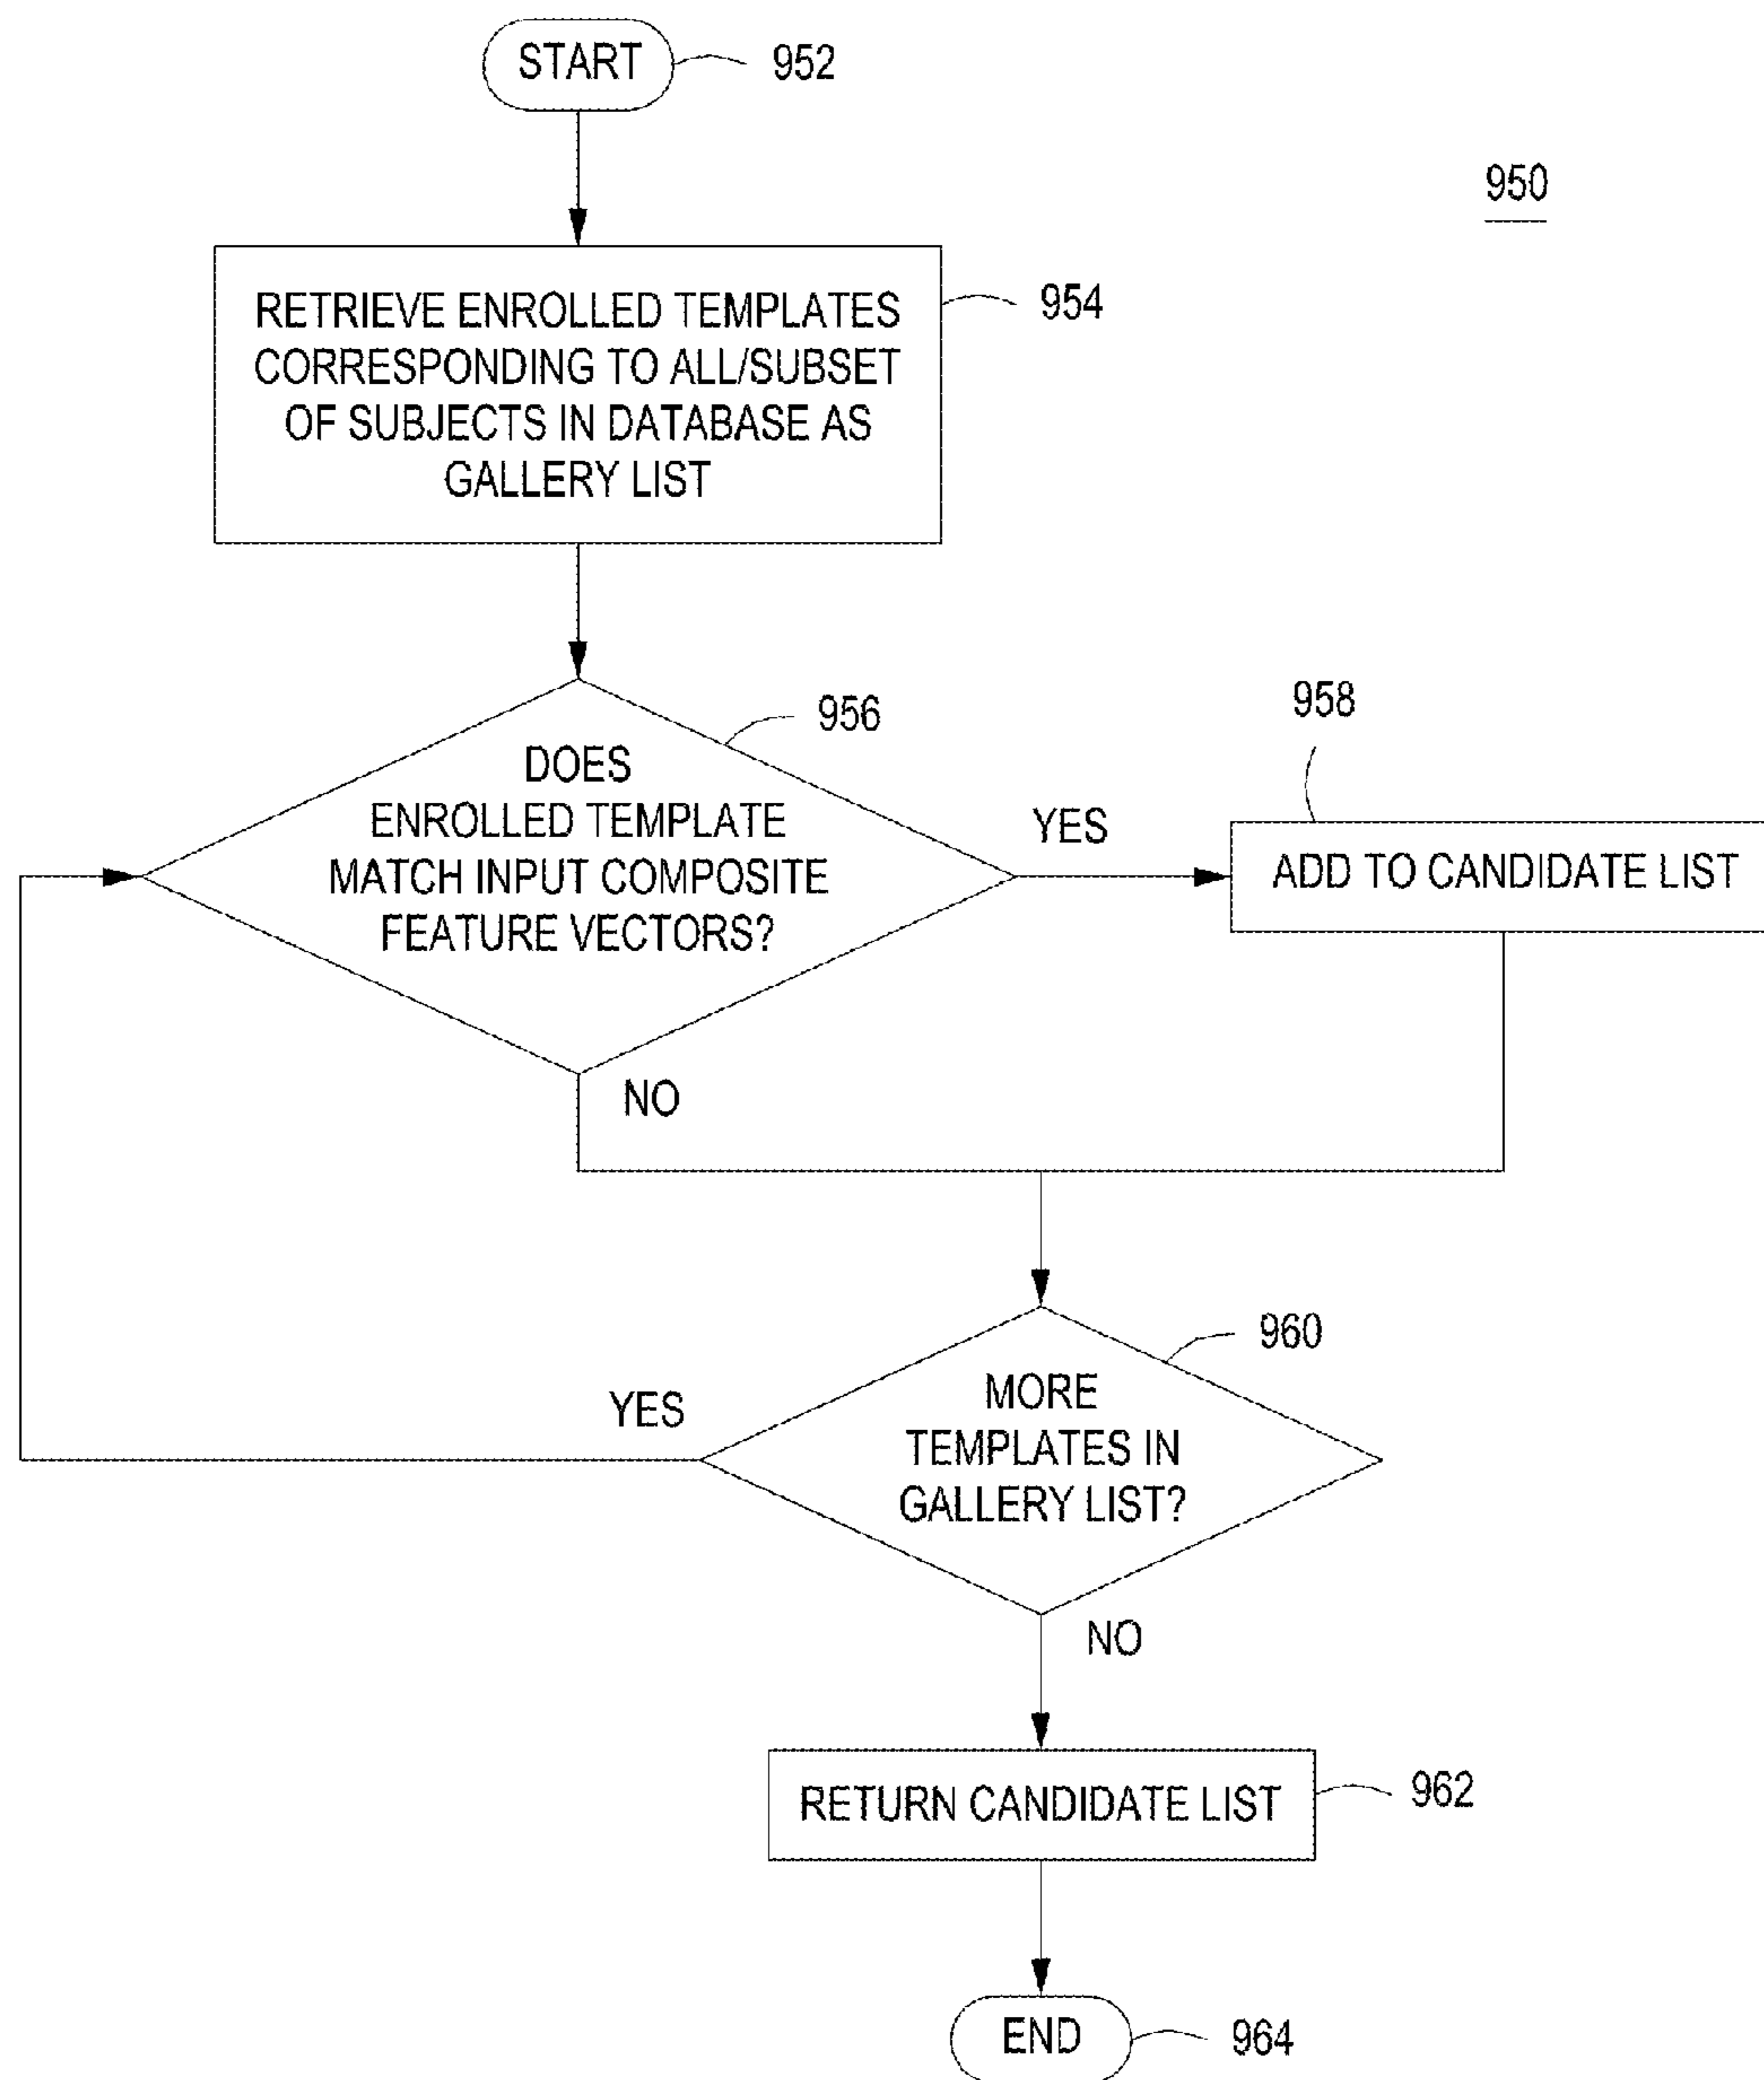 START
952
950
RETRIEVE ENROLLED TEMPLATES
CORRESPONDING TO ALL/SUBSET
OF SUBJECTS IN DATABASE AS
GALLERY LIST
954
DOES
ENROLLED TEMPLATE
MATCH INPUT COMPOSITE
FEATURE VECTORS?
956
YES
958
ADD TO CANDIDATE LIST
NO
MORE
TEMPLATES IN
GALLERY LIST?
960
YES
NO
RETURN CANDIDATE LIST
962
END
964